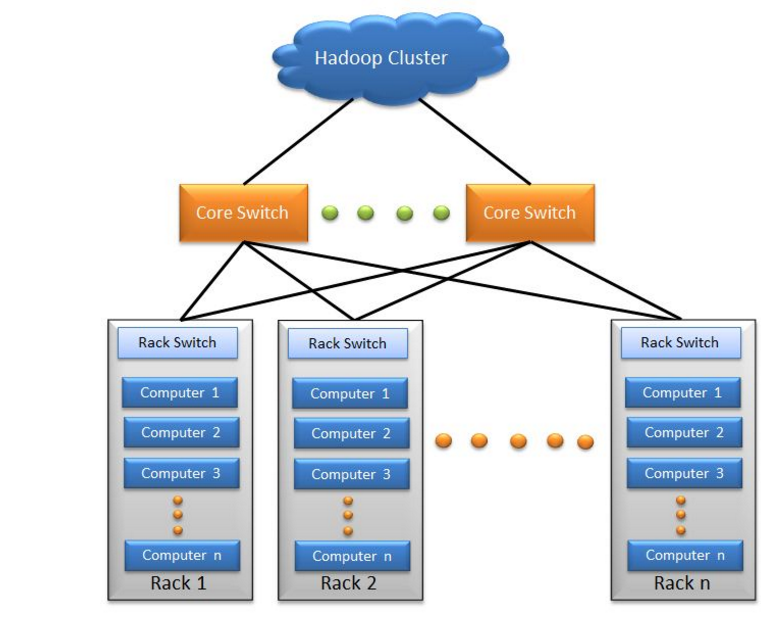 Hadoop Cluster
Core Switch
Core Switch
Rack Switch
Computer 1
Computer 2
Computer 3
Computer n
Rack 1
Rack Switch
Computer 1
Computer 2
Computer 3
Computer n
Rack 2
Rack Switch
Computer 1
Computer 2
Computer 3
Computer n
Rack n